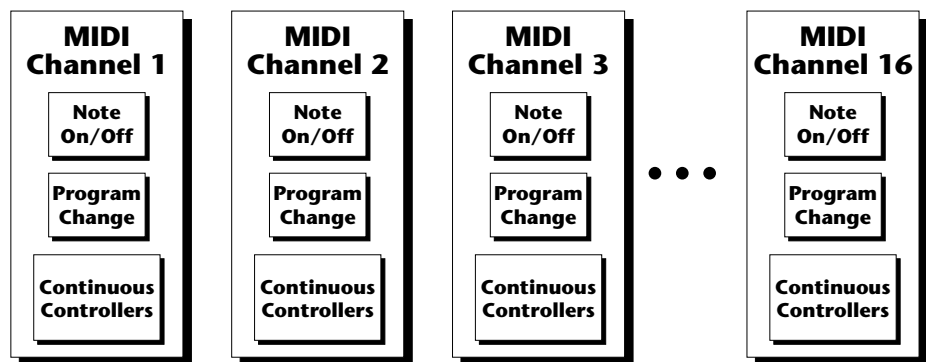 MIDI
Channel 1
Note
On/Off
Program
Change
Continuous
Controllers
MIDI
Channel 2
Note
On/Off
Program
Change
Continuous
Controllers
MIDI
Channel 3
Note
On/Off
Program
Change
Continuous
Controllers
• • •
MIDI
Channel 16
Note
On/Off
Program
Change
Continuous
Controllers